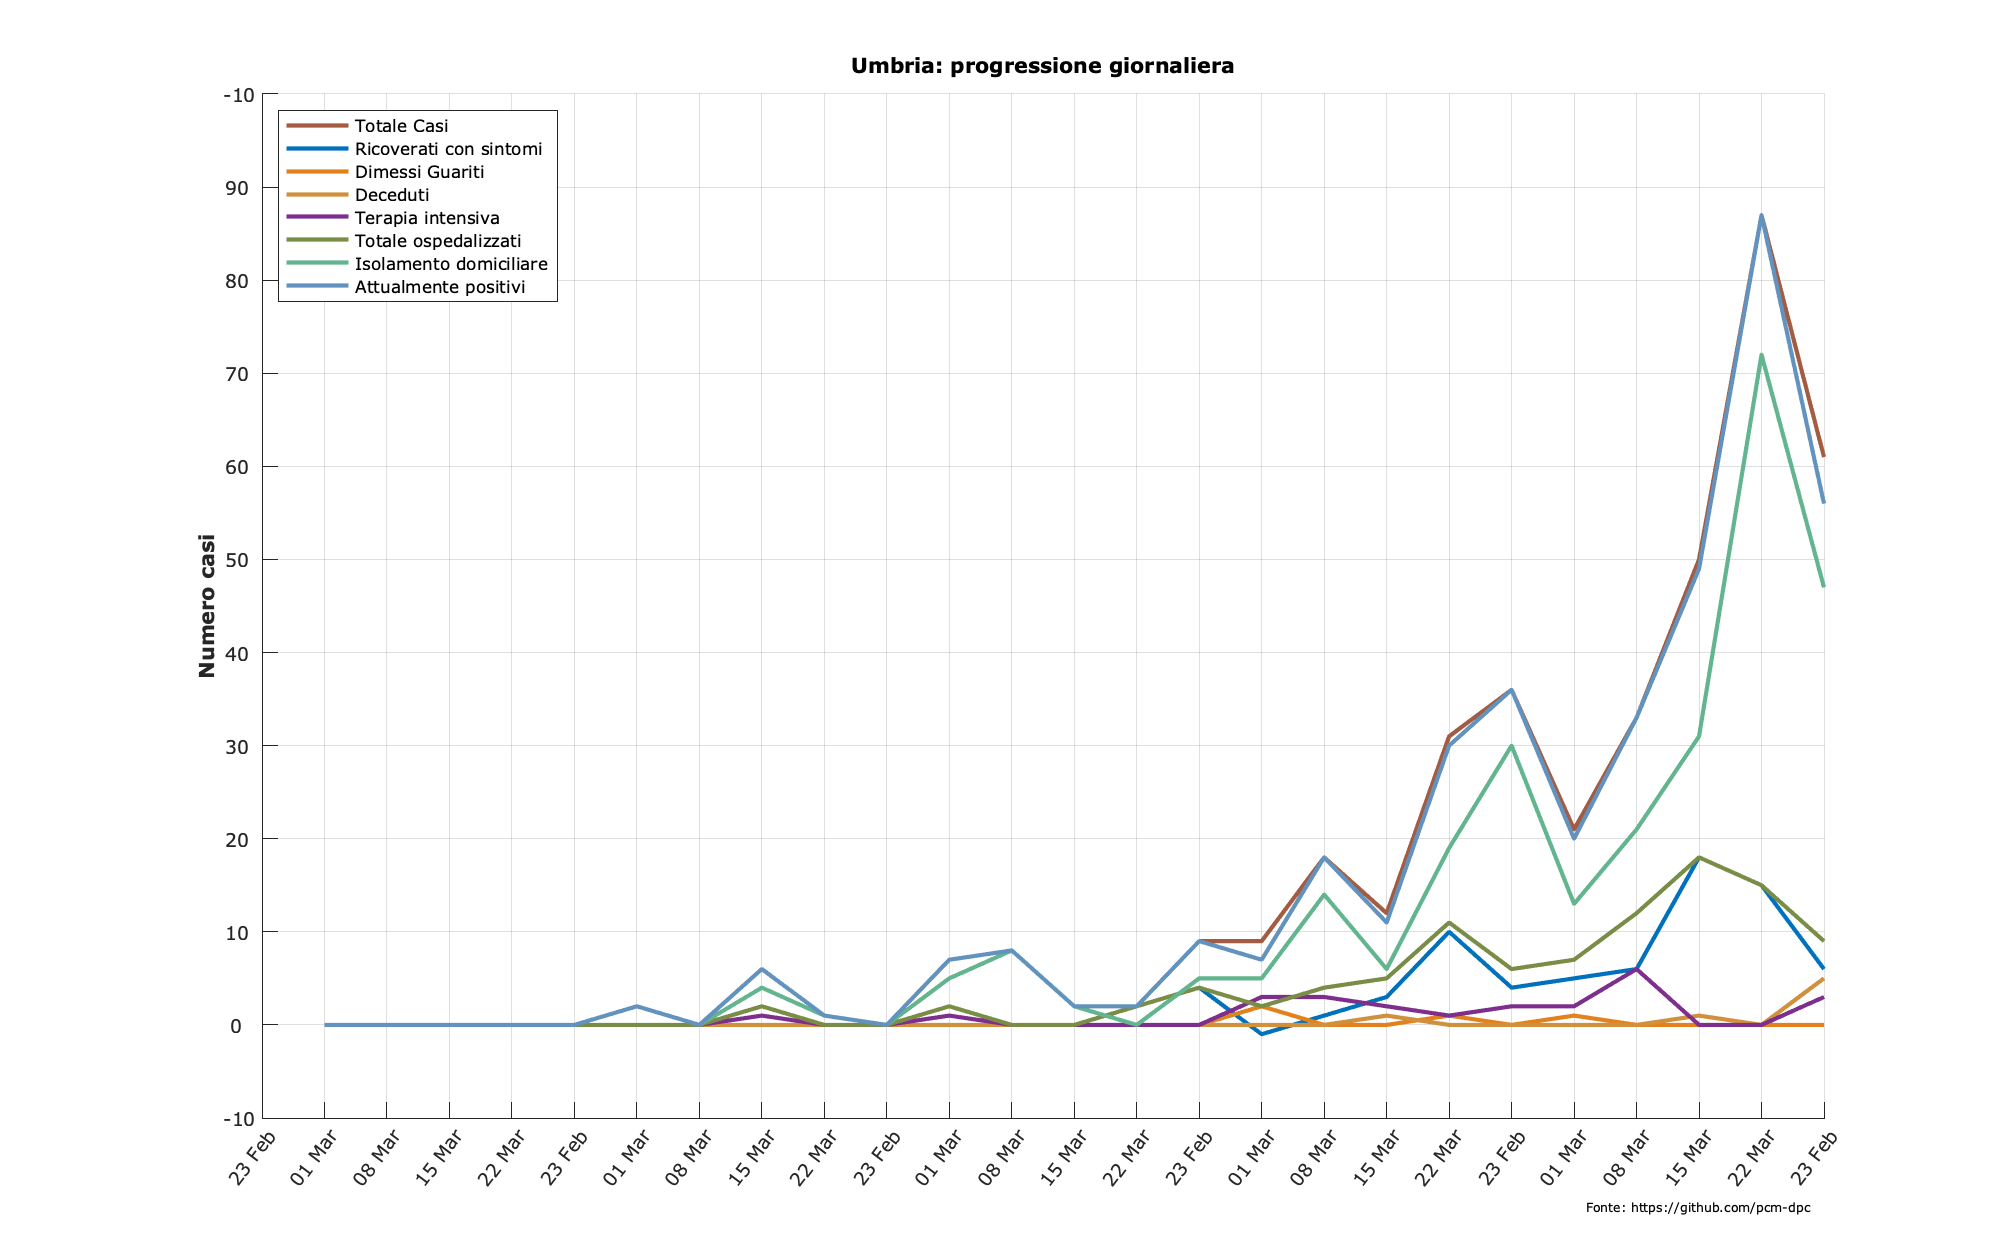 Umbria: progressione giornaliera
-10
90
80
70
60
50
40
30
20
10
0
-10
Numero casi
Totale Casi
Ricoverati con sintomi
Dimessi Guariti
Deceduti
Terapia intensiva
Totale ospedalizzati
Isolamento domiciliare
Attualmente positivi
23 Feb
01 Mar
08 Mar
15 Mar
22 Mar
23 Feb
01 Mar
08 Mar
15 Mar
22 Mar
23 Feb
01 Mar
08 Mar
15 Mar
22 Mar
23 Feb
01 Mar
08 Mar
15 Mar
22 Mar
23 Feb
01 Mar
08 Mar
15 Mar
22 Mar
23 Feb
Fonte: https://github.com/pcm-dpc